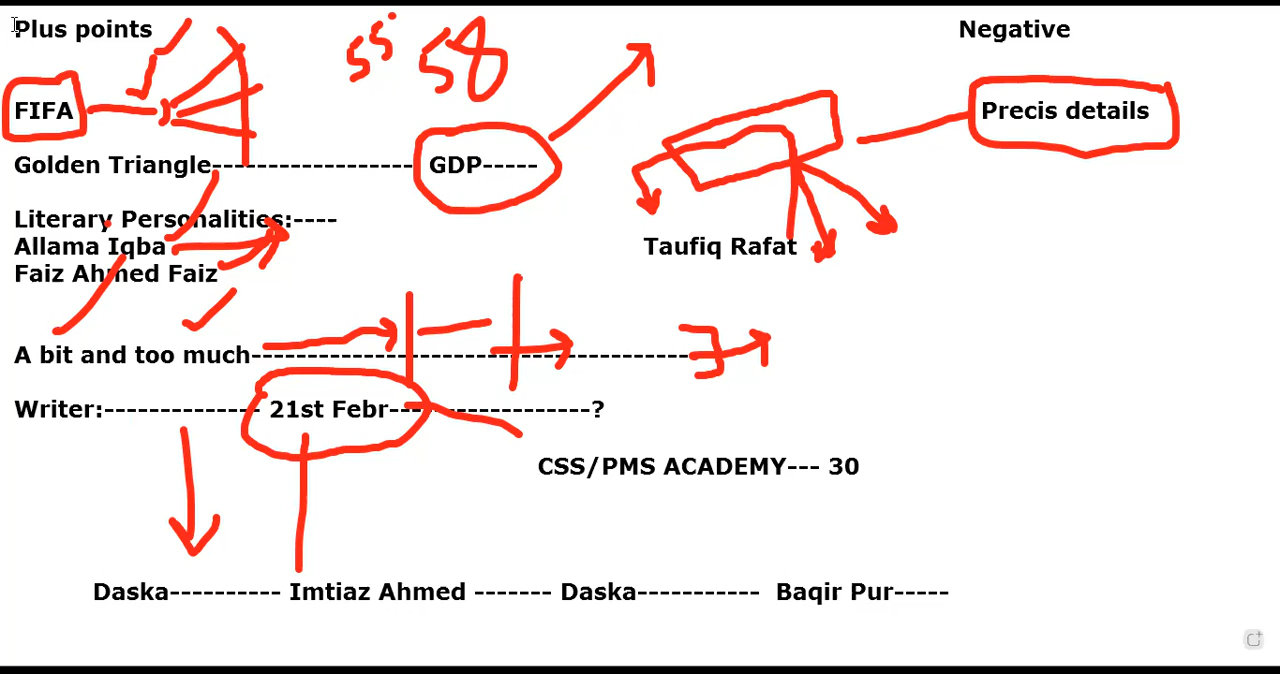 Plus points Negative
55 58
FIFA Precis details
Golden Triangle------------------ GDP-----
Literary Personalities:----
Allama Iqba Taufiq Rafat
Faiz Ahmed Faiz
A bit and too much---------------------------------------
Writer:-------------- 21st Febr------------------?
CSS/PMS ACADEMY--- 30
Daska---------- Imtiaz Ahmed ------- Daska----------- Baqir Pur-----